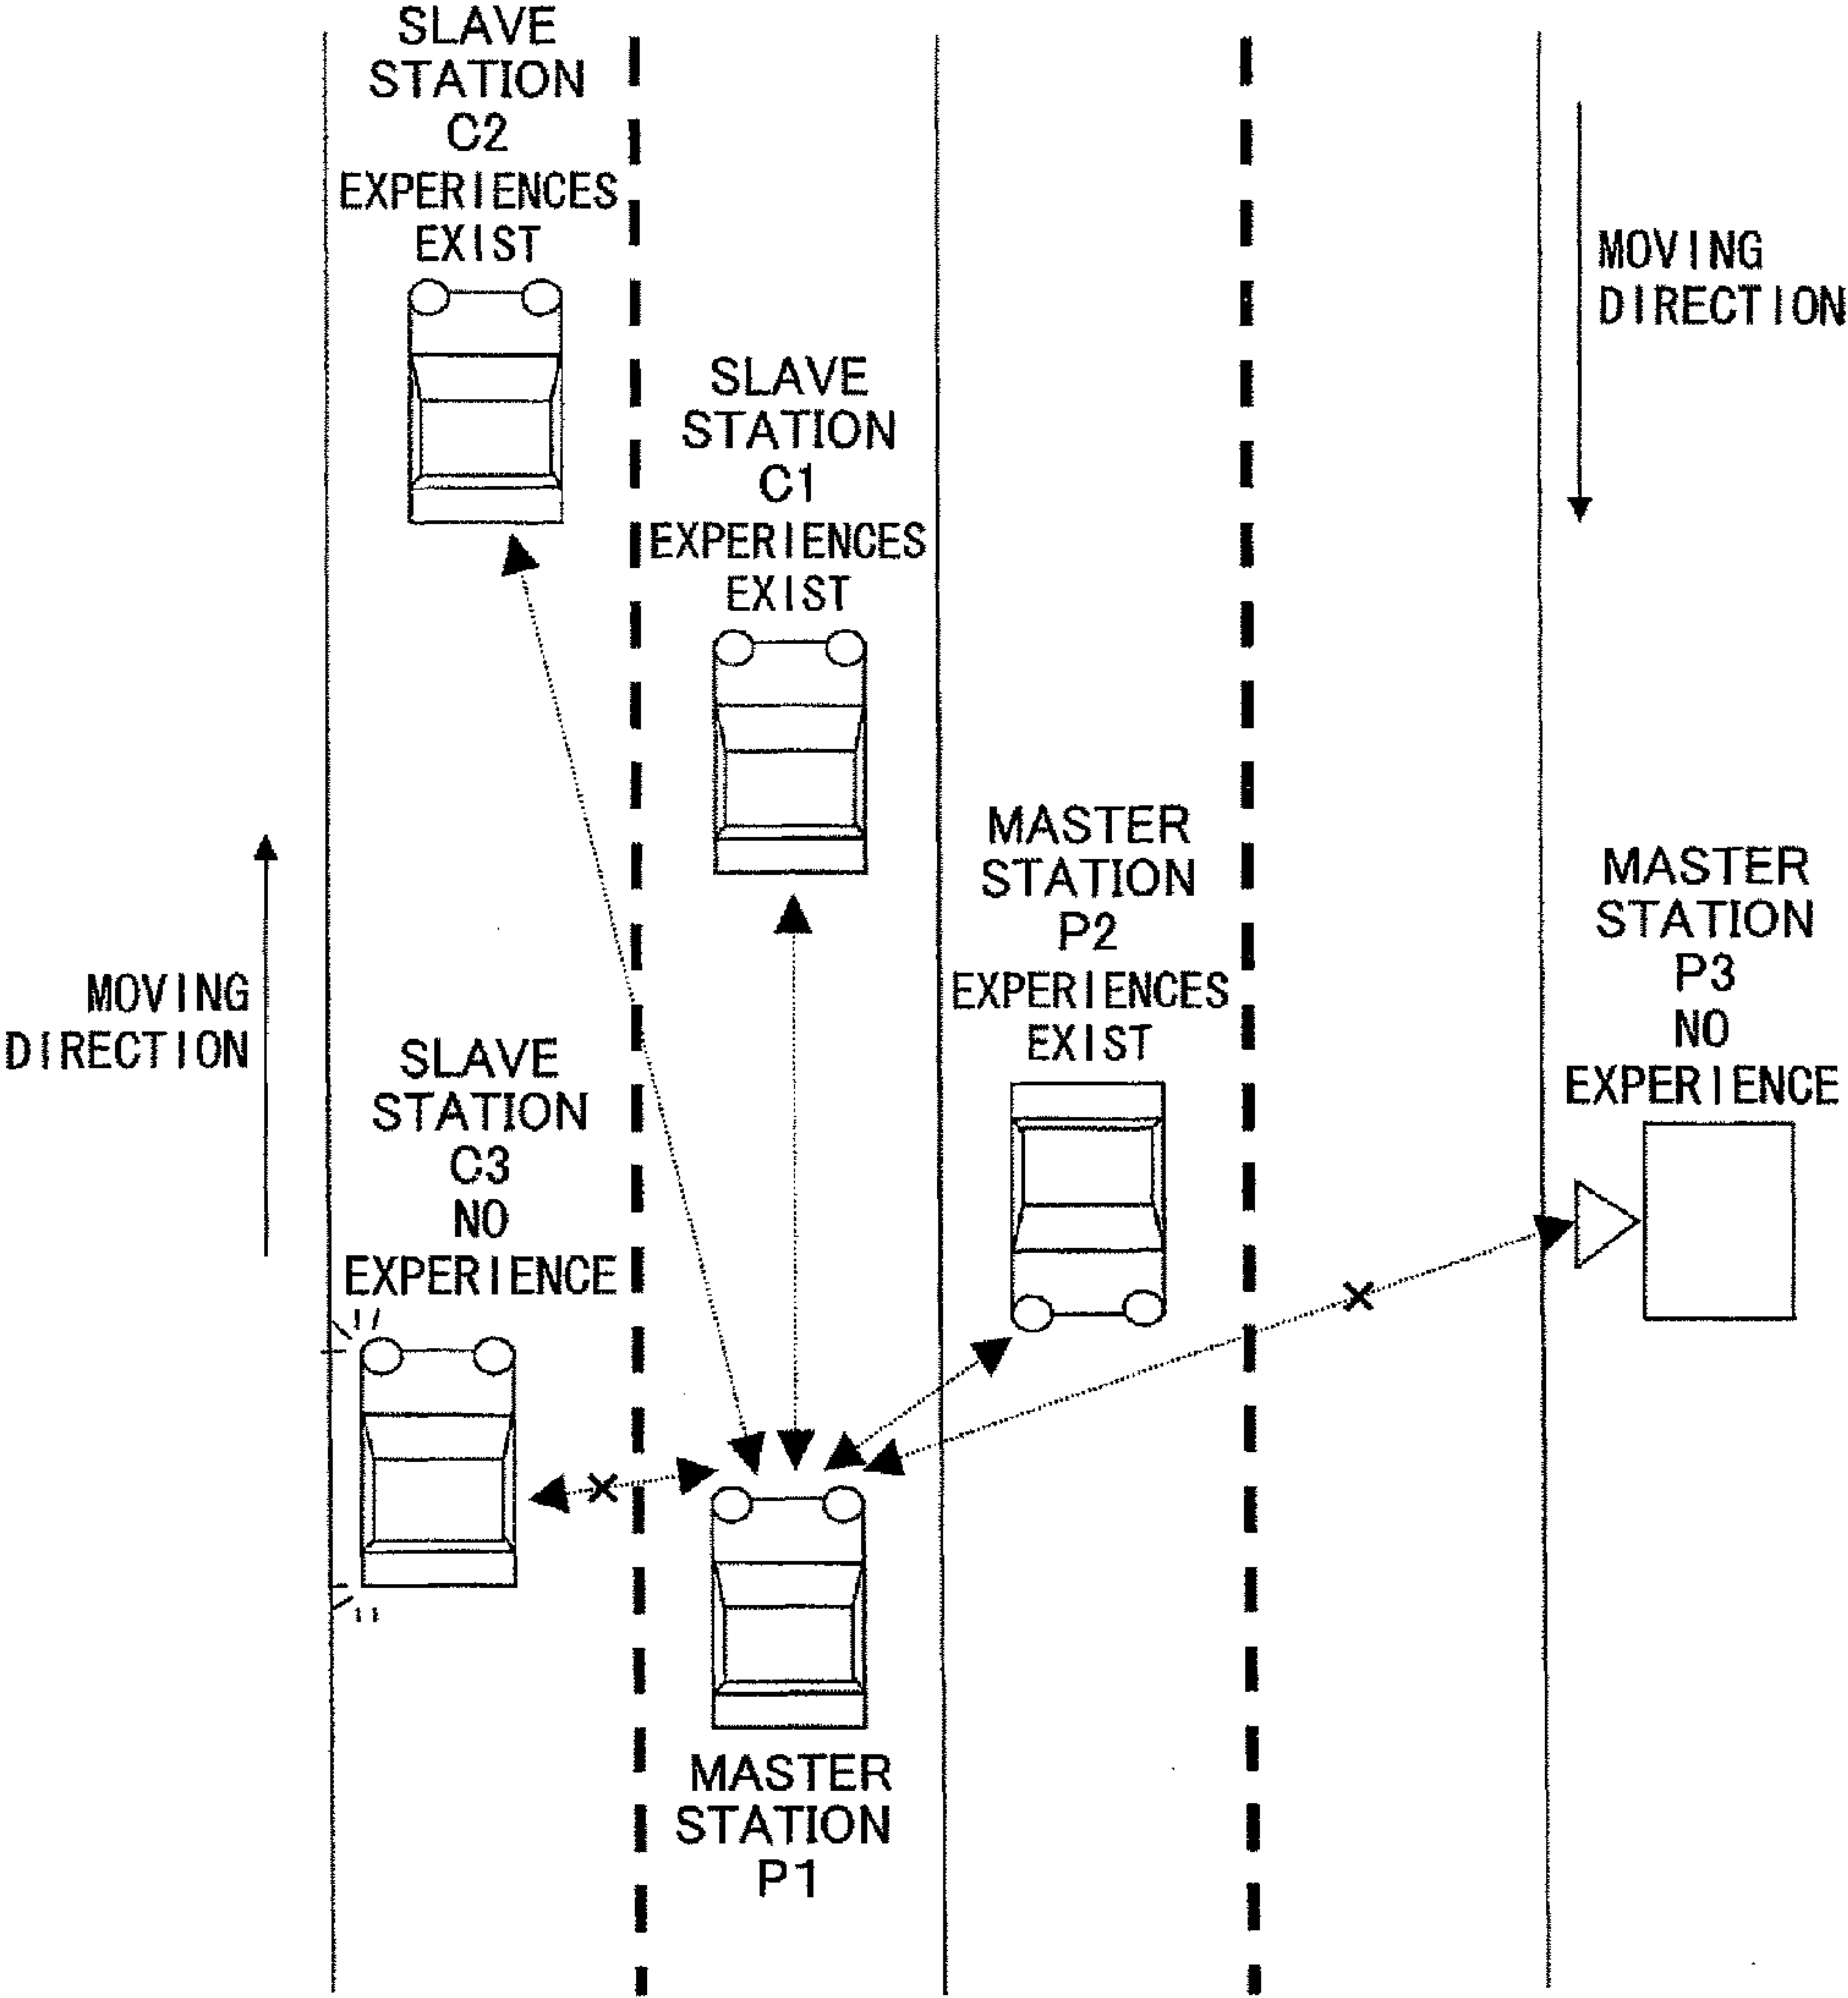 SLAVE
STATION
C2
EXPERIENCES
EXIST
MOVING
DIRECTION
SLAVE
STATION
C1
EXPERIENCES
EXIST
MASTER
STATION
P2
EXPERIENCES
EXIST
MASTER
STATION
P3
NO
EXPERIENCE
MOVING
DIRECTION
SLAVE
STATION
C3
NO
EXPERIENCE
MASTER
STATION
P1